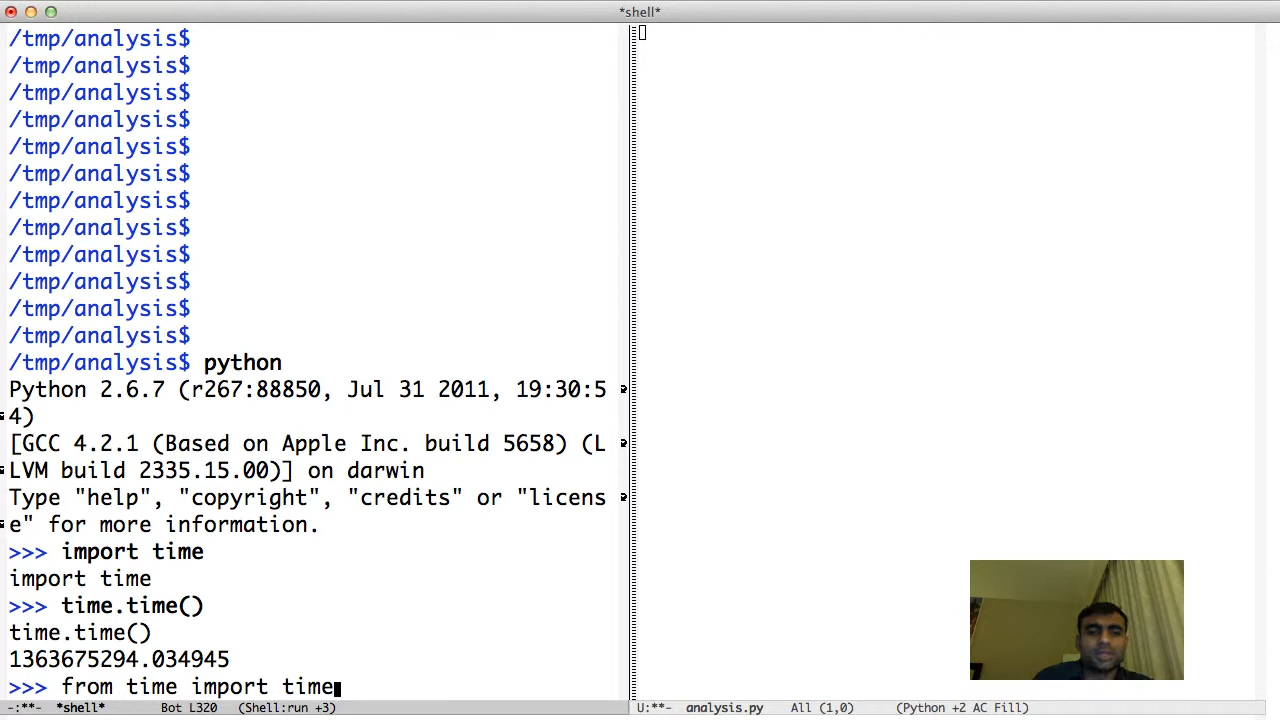 *shell*
/tmp/analysis$
/tmp/analysis$
/tmp/analysis$
/tmp/analysis$
/tmp/analysis$
/tmp/analysis$
/tmp/analysis$
/tmp/analysis$
/tmp/analysis$
/tmp/analysis$
/tmp/analysis$
/tmp/analysis$
/tmp/analysis$ python
Python 2.6.7 (r267:88850, Jul 31 2011, 19:30:5
4)
[GCC 4.2.1 (Based on Apple Inc. build 5658) (L
LVM build 2335.15.00)] on darwin
Type "help", "copyright", "credits" or "licens
e" for more information.
>>> import time
import time
>>> time.time()
time.time()
1363675294.034945
>>> from time import time
-:**-  *shell*  Bot L320  (Shell:run +3)
U:**-  analysis.py  All (1,0)  (Python +2 AC Fill)